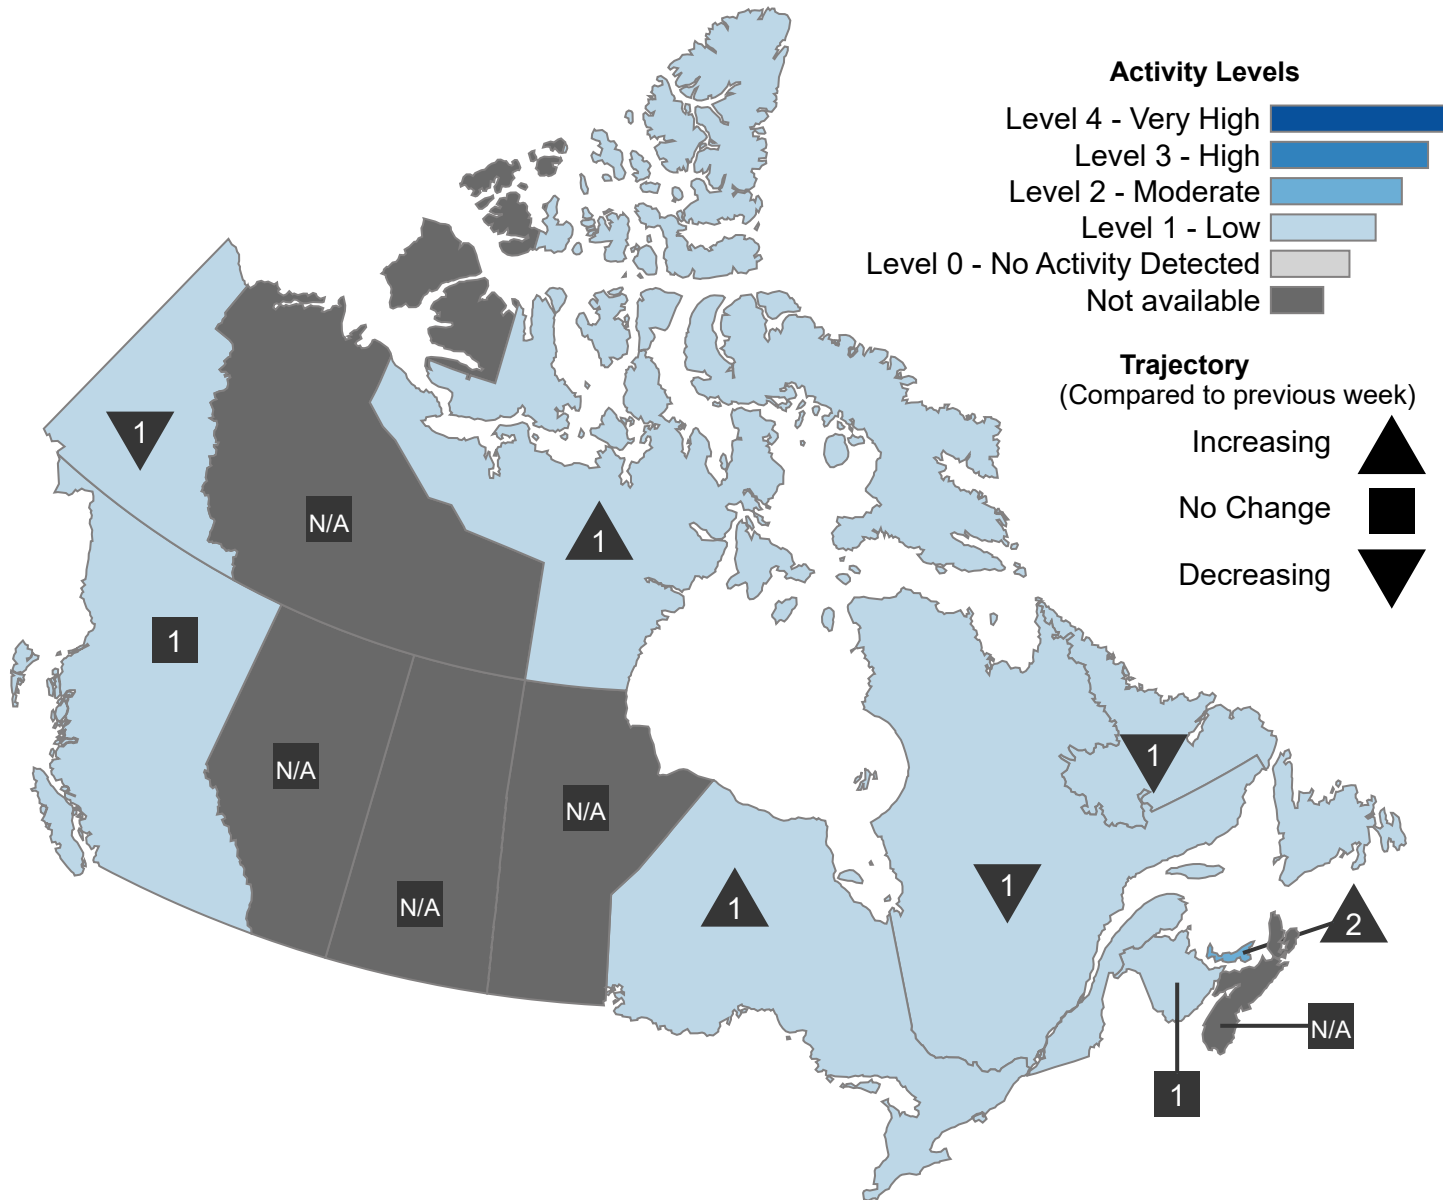 Activity Levels
Level 4 - Very High
Level 3 - High
Level 2 - Moderate
Level 1 - Low
Level 0 - No Activity Detected
Not available
Trajectory
(Compared to previous week)
Increasing
No Change
Decreasing
1
N/A
1
1
N/A
N/A
N/A
1
1
1
2
N/A
1